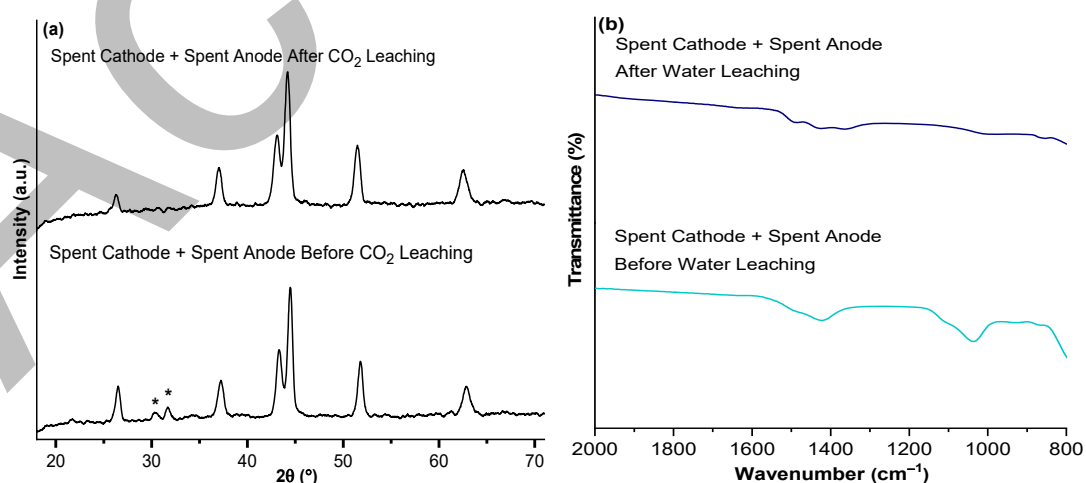 (a)
Spent Cathode + Spent Anode After CO₂ Leaching
Spent Cathode + Spent Anode Before CO₂ Leaching
* *
Intensity (a.u.)
20 30 40 50 60 70
2θ (°)
(b)
Spent Cathode + Spent Anode
After Water Leaching
Spent Cathode + Spent Anode
Before Water Leaching
Transmittance (%)
2000 1800 1600 1400 1200 1000 800
Wavenumber (cm⁻¹)